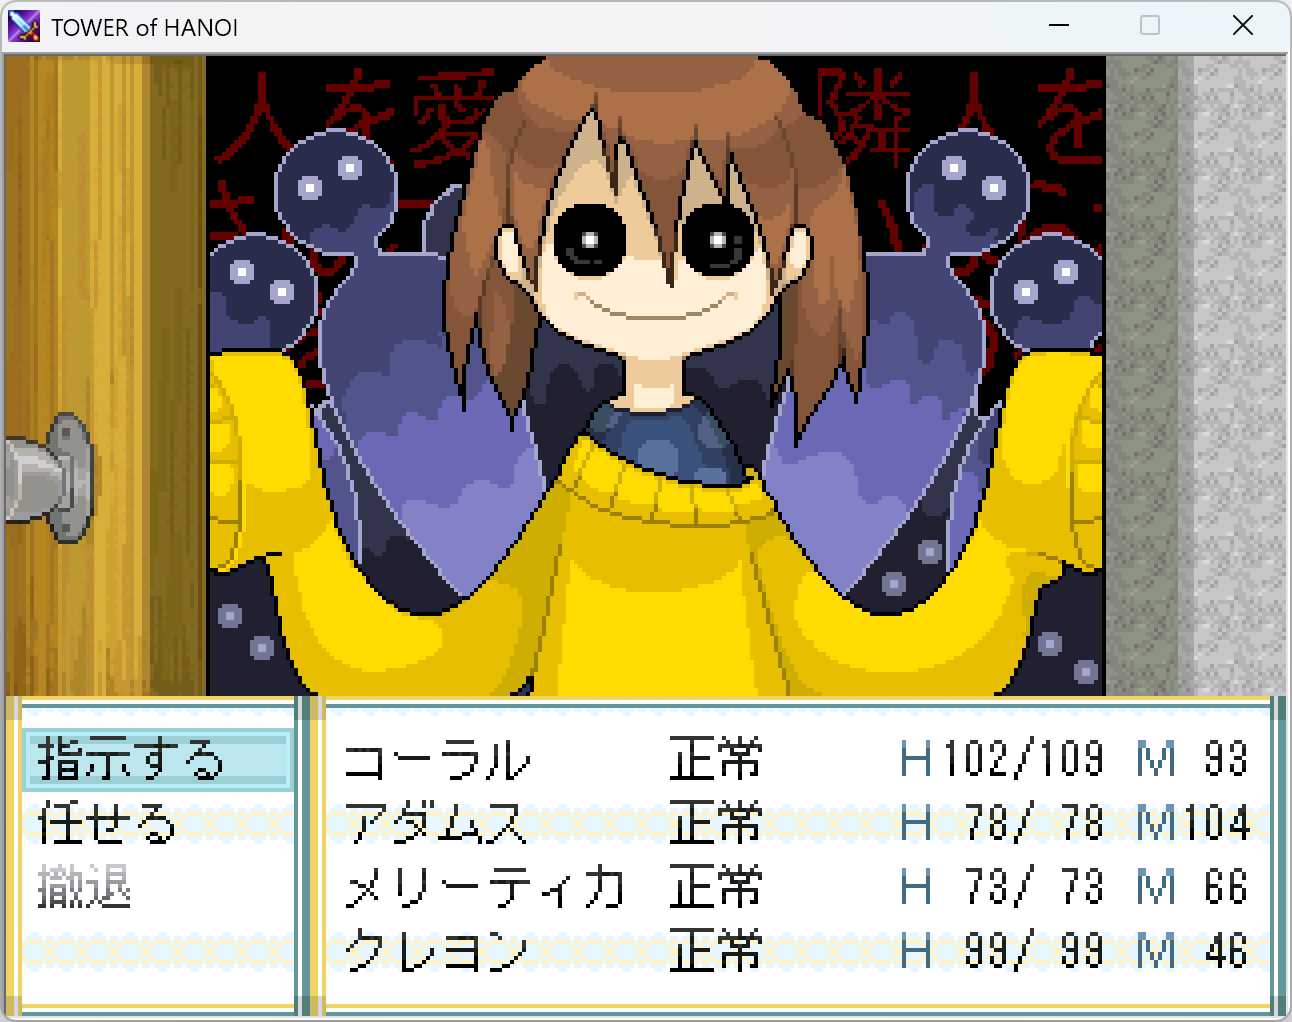 TOWER of HANOI
人を愛 隣人を
指示する
任せる
撤退
コーラル 正常 H102/109 M 93
アダムス 正常 H 78/ 78 M104
メリーティカ 正常 H 73/ 73 M 66
クレヨン 正常 H 99/ 99 M 46